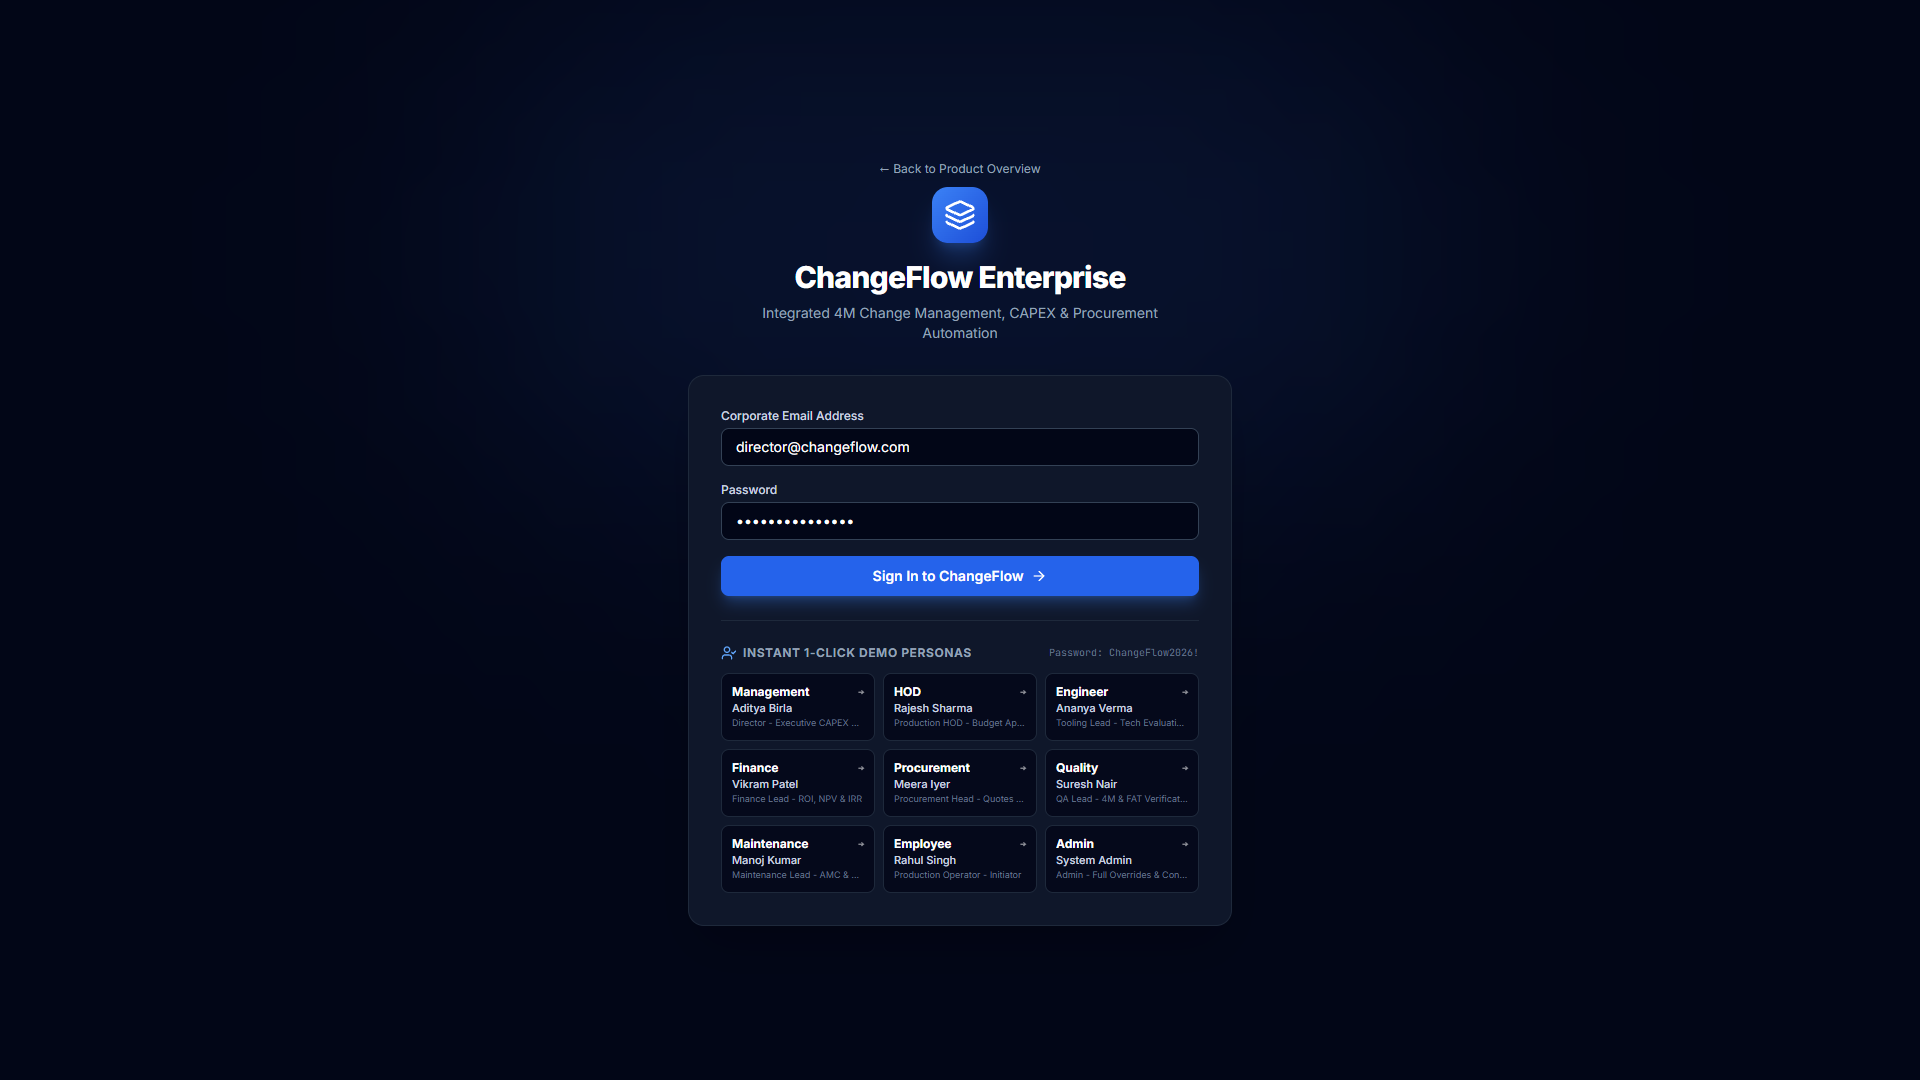 ← Back to Product Overview
ChangeFlow Enterprise
Integrated 4M Change Management, CAPEX & Procurement
Automation
Corporate Email Address
director@changeflow.com
Password
•••••••••••••••
Sign In to ChangeFlow →
INSTANT 1-CLICK DEMO PERSONAS
Password: ChangeFlow2026!
Management →
Aditya Birla
Director - Executive CAPEX ...
HOD →
Rajesh Sharma
Production HOD - Budget Ap...
Engineer →
Ananya Verma
Tooling Lead - Tech Evaluati...
Finance →
Vikram Patel
Finance Lead - ROI, NPV & IRR
Procurement →
Meera Iyer
Procurement Head - Quotes ...
Quality →
Suresh Nair
QA Lead - 4M & FAT Verificat...
Maintenance →
Manoj Kumar
Maintenance Lead - AMC & ...
Employee →
Rahul Singh
Production Operator - Initiator
Admin →
System Admin
Admin - Full Overrides & Con...